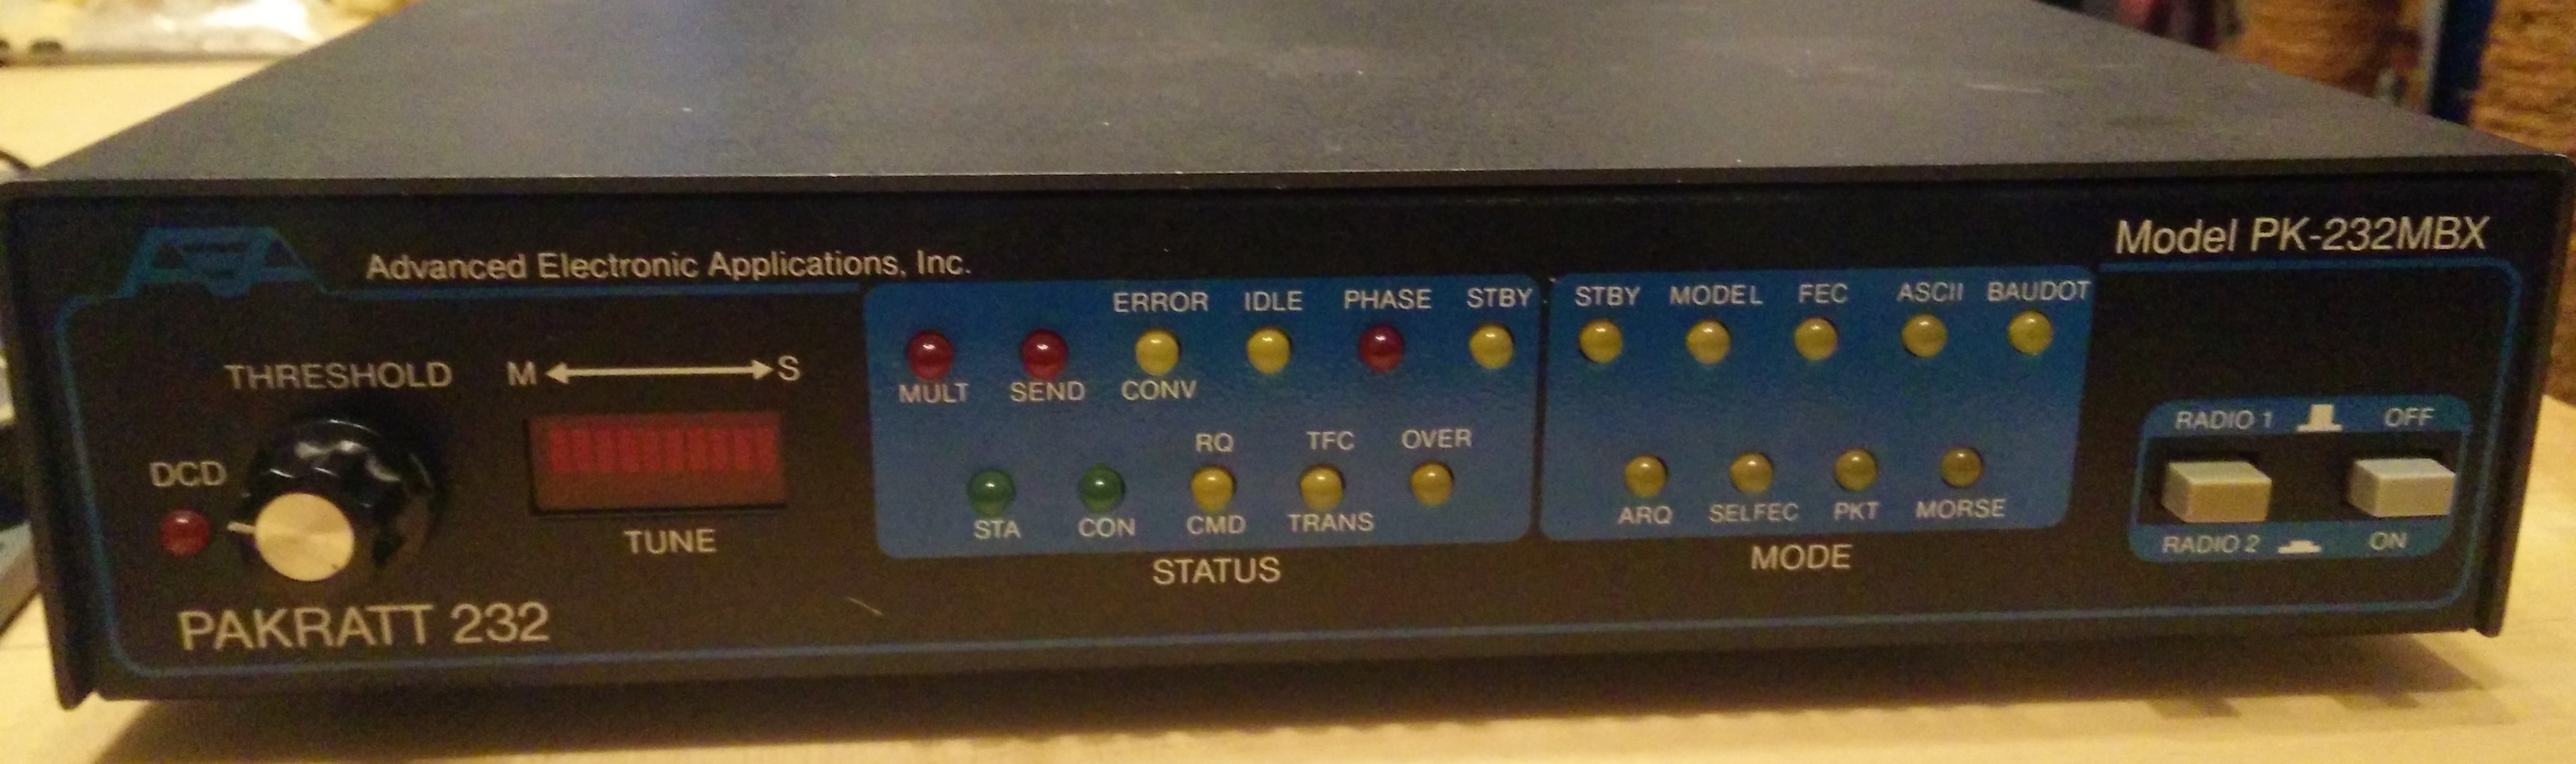 AEA
Advanced Electronic Applications, Inc.
Model PK-232MBX
THRESHOLD
M S
DCD
TUNE
PAKRATT 232
ERROR IDLE PHASE STBY
MULT SEND CONV
RQ TFC OVER
STA CON CMD TRANS
STATUS
STBY MODEL FEC ASCII BAUDOT
ARQ SELFEC PKT MORSE
MODE
RADIO 1 OFF
RADIO 2 ON